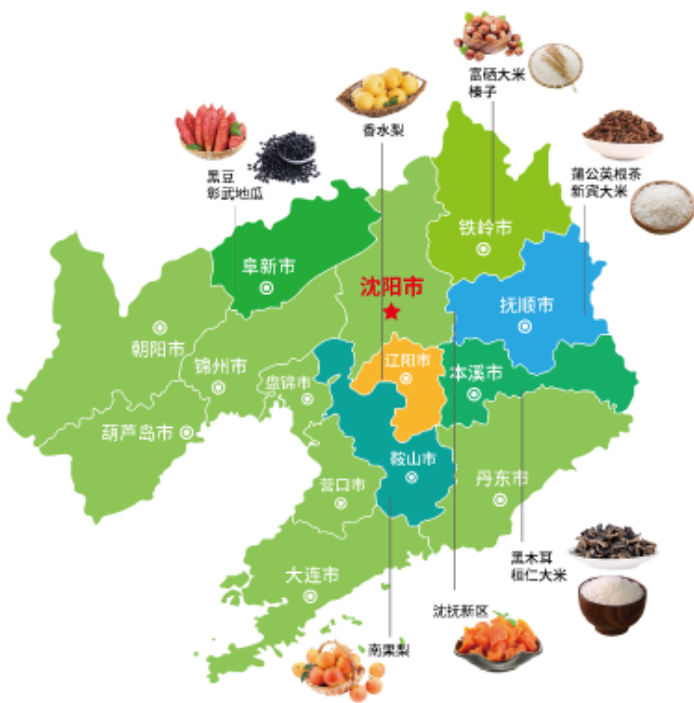 富硒大米
榛子
香水梨
黑豆
彰武地瓜
蒲公英根茶
新宾大米
铁岭市
阜新市
沈阳市
抚顺市
朝阳市
锦州市
辽阳市
本溪市
盘锦市
葫芦岛市
鞍山市
丹东市
营口市
大连市
黑木耳
桓仁大米
沈抚新区
南果梨